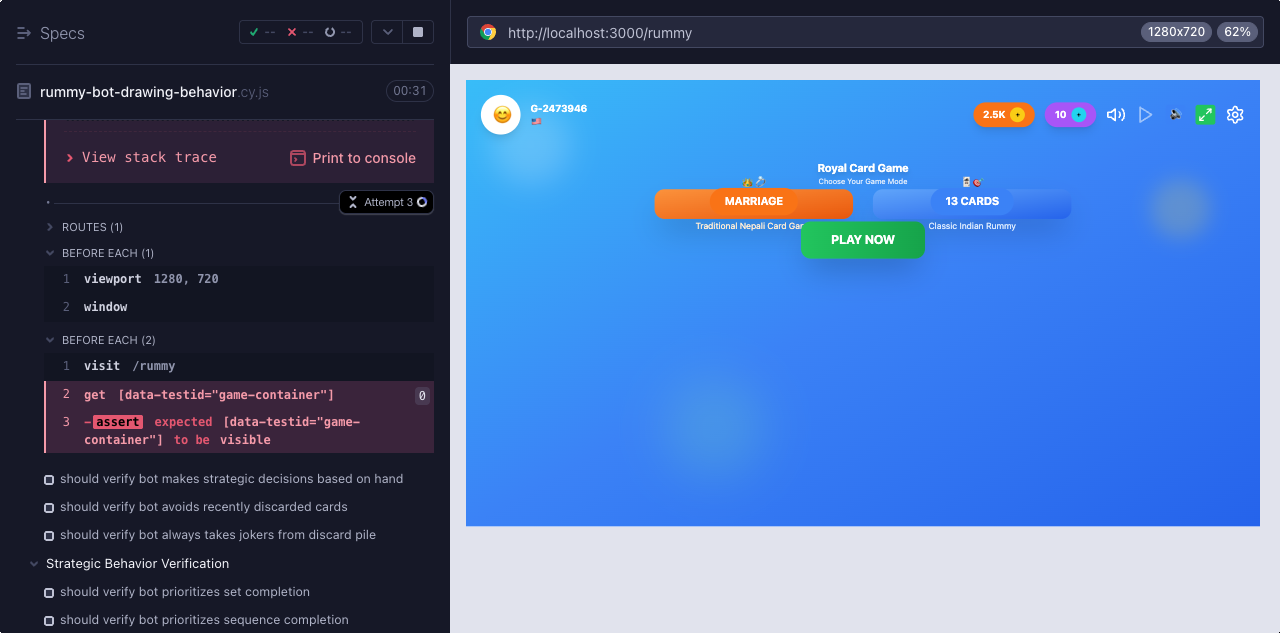 Specs
-- -- --
rummy-bot-drawing-behavior.cy.js 00:31
View stack trace
Print to console
Attempt 3
ROUTES (1)
BEFORE EACH (1)
1 viewport 1280, 720
2 window
BEFORE EACH (2)
1 visit /rummy
2 get [data-testid="game-container"] 0
3 -assert expected [data-testid="game-
container"] to be visible
should verify bot makes strategic decisions based on hand
should verify bot avoids recently discarded cards
should verify bot always takes jokers from discard pile
Strategic Behavior Verification
should verify bot prioritizes set completion
should verify bot prioritizes sequence completion
http://localhost:3000/rummy 1280x720 62%
G-2473946
2.5K +
10 +
Royal Card Game
Choose Your Game Mode
MARRIAGE
Traditional Nepali Card Gam
13 CARDS
Classic Indian Rummy
PLAY NOW